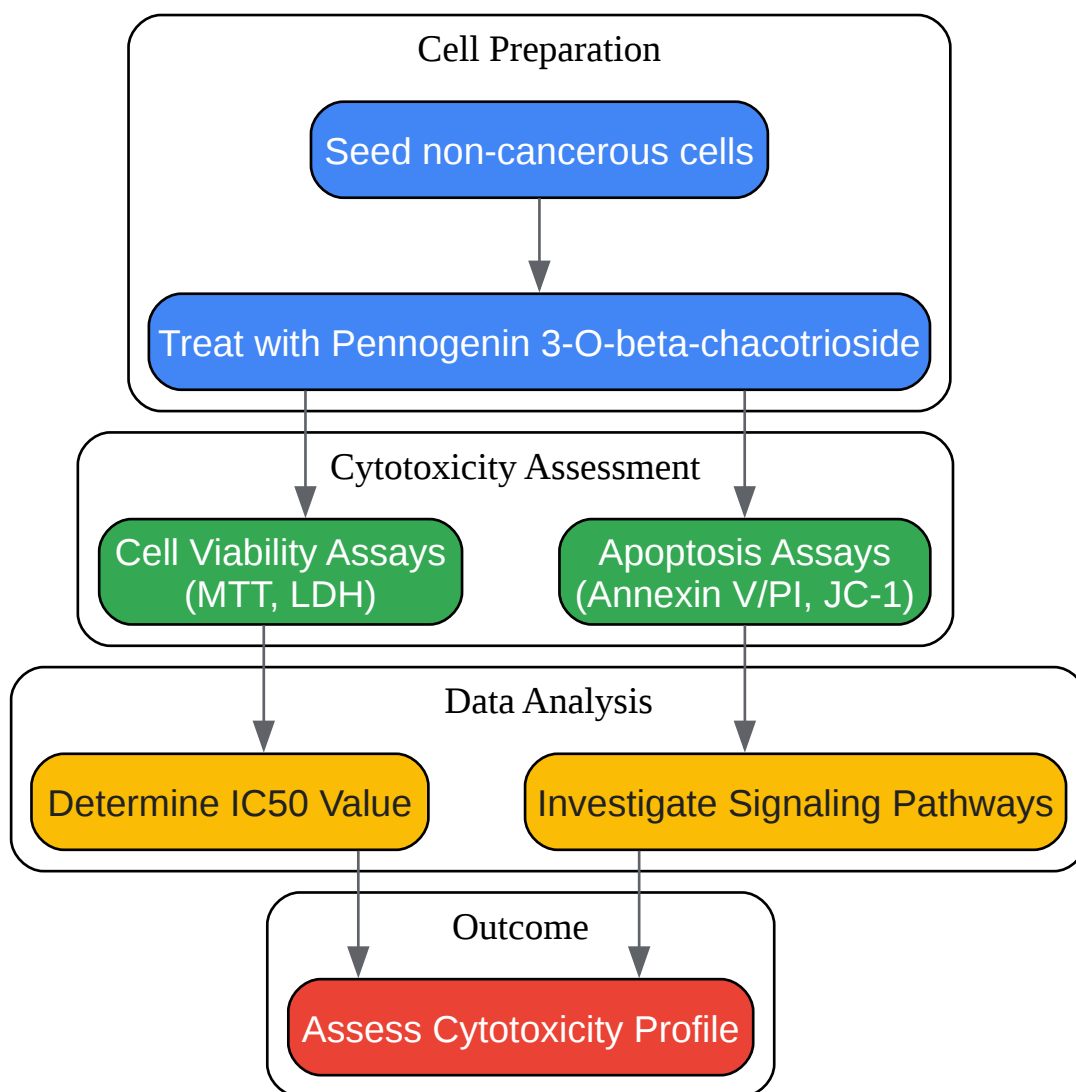 Cell Preparation
Seed non-cancerous cells
Treat with Pennogenin 3-O-beta-chacotrioside
Cytotoxicity Assessment
Cell Viability Assays
(MTT, LDH)
Apoptosis Assays
(Annexin V/PI, JC-1)
Data Analysis
Determine IC50 Value
Investigate Signaling Pathways
Outcome
Assess Cytotoxicity Profile